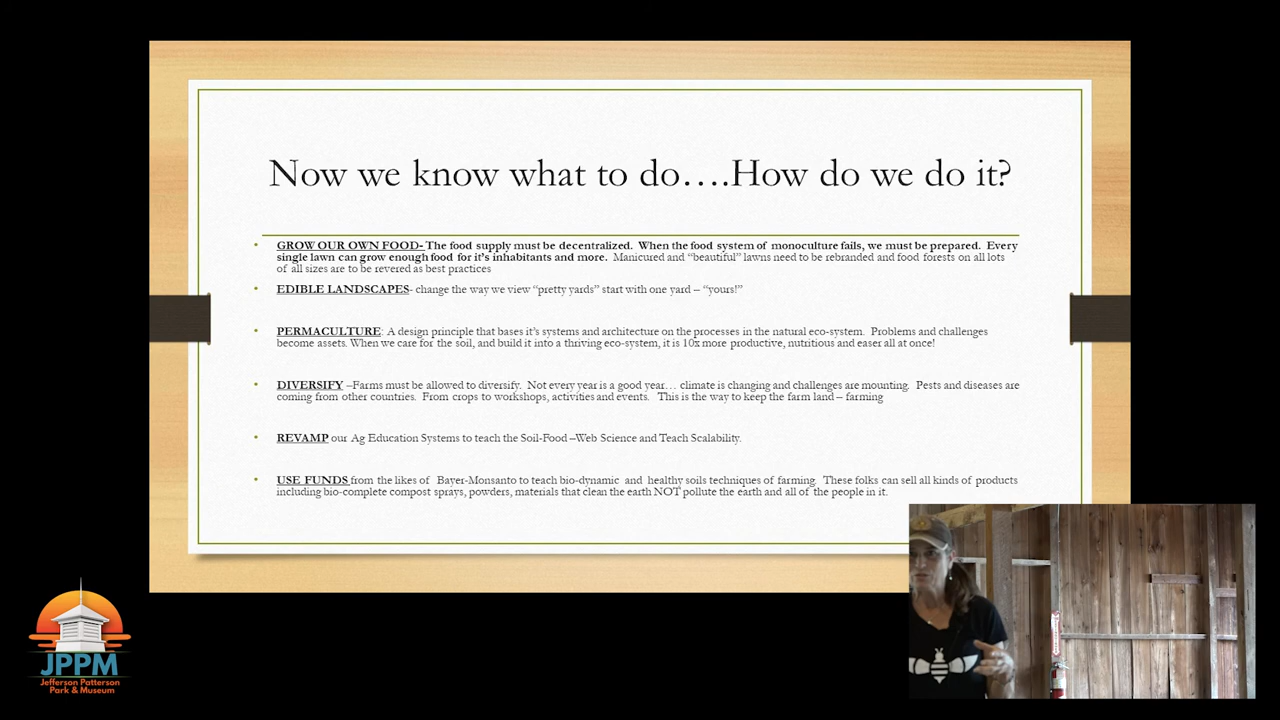 Now we know what to do….How do we do it?
• GROW OUR OWN FOOD- The food supply must be decentralized. When the food system of monoculture fails, we must be prepared. Every
single lawn can grow enough food for it's inhabitants and more. Manicured and "beautiful" lawns need to be rebranded and food forests on all lots
of all sizes are to be revered as best practices
• EDIBLE LANDSCAPES- change the way we view "pretty yards" start with one yard – "yours!"
• PERMACULTURE: A design principle that bases it's systems and architecture on the processes in the natural eco-system. Problems and challenges
become assets. When we care for the soil, and build it into a thriving eco-system, it is 10x more productive, nutritious and easer all at once!
• DIVERSIFY –Farms must be allowed to diversify. Not every year is a good year… climate is changing and challenges are mounting. Pests and diseases are
coming from other countries. From crops to workshops, activities and events. This is the way to keep the farm land – farming
• REVAMP our Ag Education Systems to teach the Soil-Food –Web Science and Teach Scalability.
• USE FUNDS from the likes of Bayer-Monsanto to teach bio-dynamic and healthy soils techniques of farming. These folks can sell all kinds of products
including bio-complete compost sprays, powders, materials that clean the earth NOT pollute the earth and all of the people in it.
JPPM
Jefferson Patterson
Park & Museum